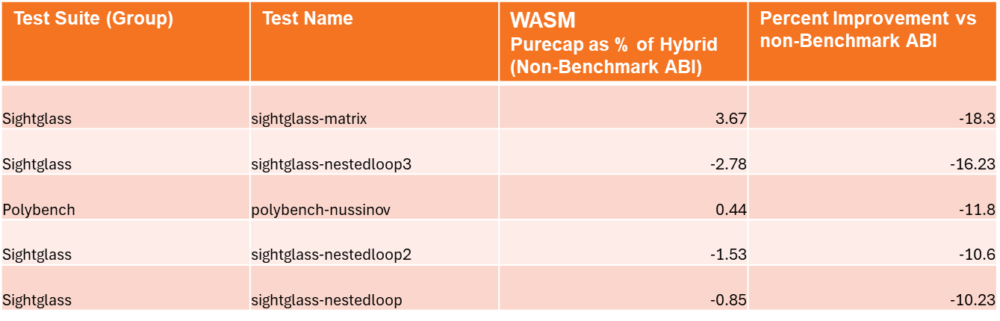 Test Suite (Group)
Test Name
WASM
Purecap as % of Hybrid
(Non-Benchmark ABI)
Percent Improvement vs
non-Benchmark ABI
Sightglass sightglass-matrix 3.67 -18.3
Sightglass sightglass-nestedloop3 -2.78 -16.23
Polybench polybench-nussinov 0.44 -11.8
Sightglass sightglass-nestedloop2 -1.53 -10.6
Sightglass sightglass-nestedloop -0.85 -10.23